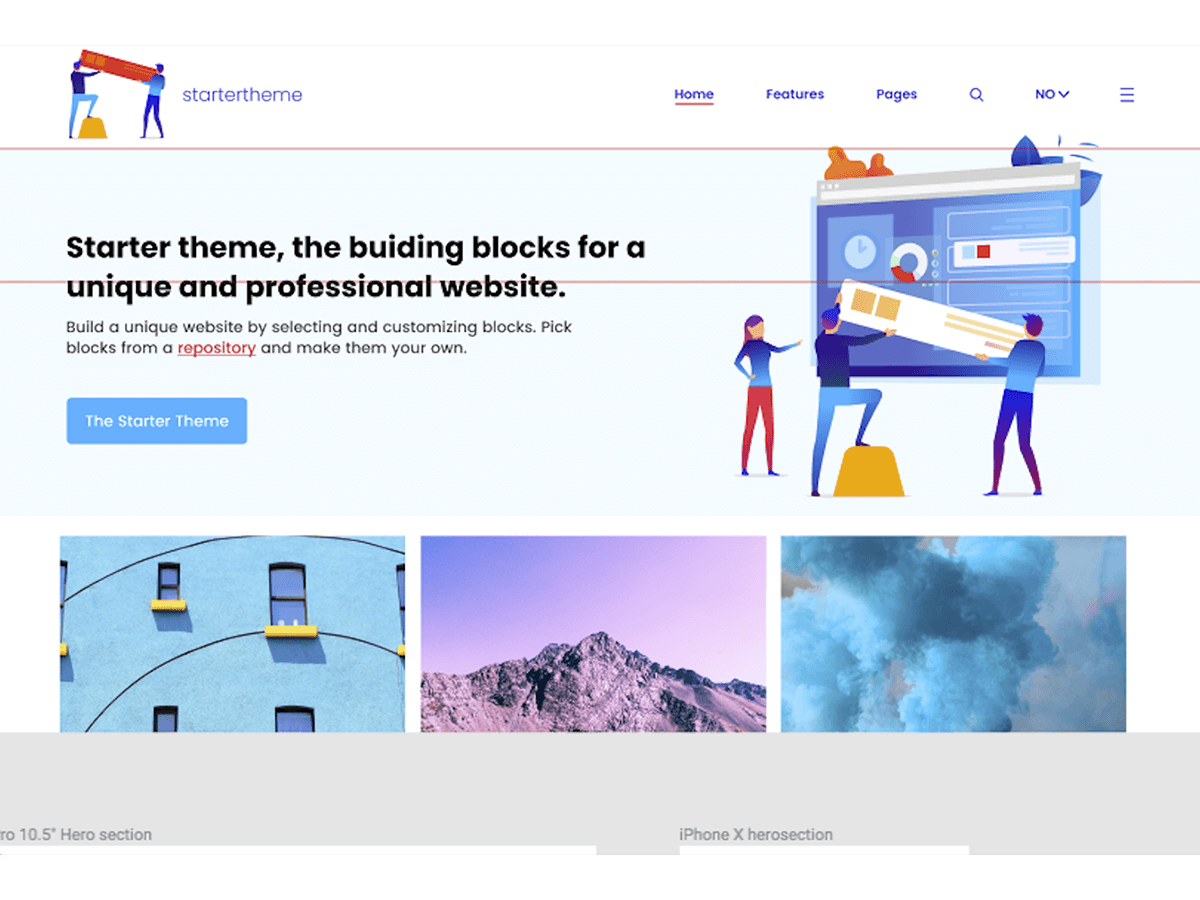 startertheme
Home Features Pages NO
Starter theme, the buiding blocks for a
unique and professional website.
Build a unique website by selecting and customizing blocks. Pick
blocks from a repository and make them your own.
The Starter Theme
ro 10.5" Hero section
iPhone X herosection